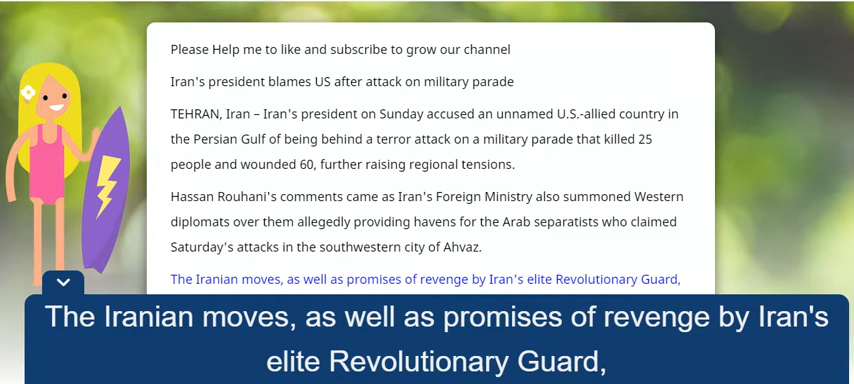 Please Help me to like and subscribe to grow our channel
Iran's president blames US after attack on military parade
TEHRAN, Iran – Iran's president on Sunday accused an unnamed U.S.-allied country in
the Persian Gulf of being behind a terror attack on a military parade that killed 25
people and wounded 60, further raising regional tensions.
Hassan Rouhani's comments came as Iran's Foreign Ministry also summoned Western
diplomats over them allegedly providing havens for the Arab separatists who claimed
Saturday's attacks in the southwestern city of Ahvaz.
The Iranian moves, as well as promises of revenge by Iran's elite Revolutionary Guard,
The Iranian moves, as well as promises of revenge by Iran's
elite Revolutionary Guard,